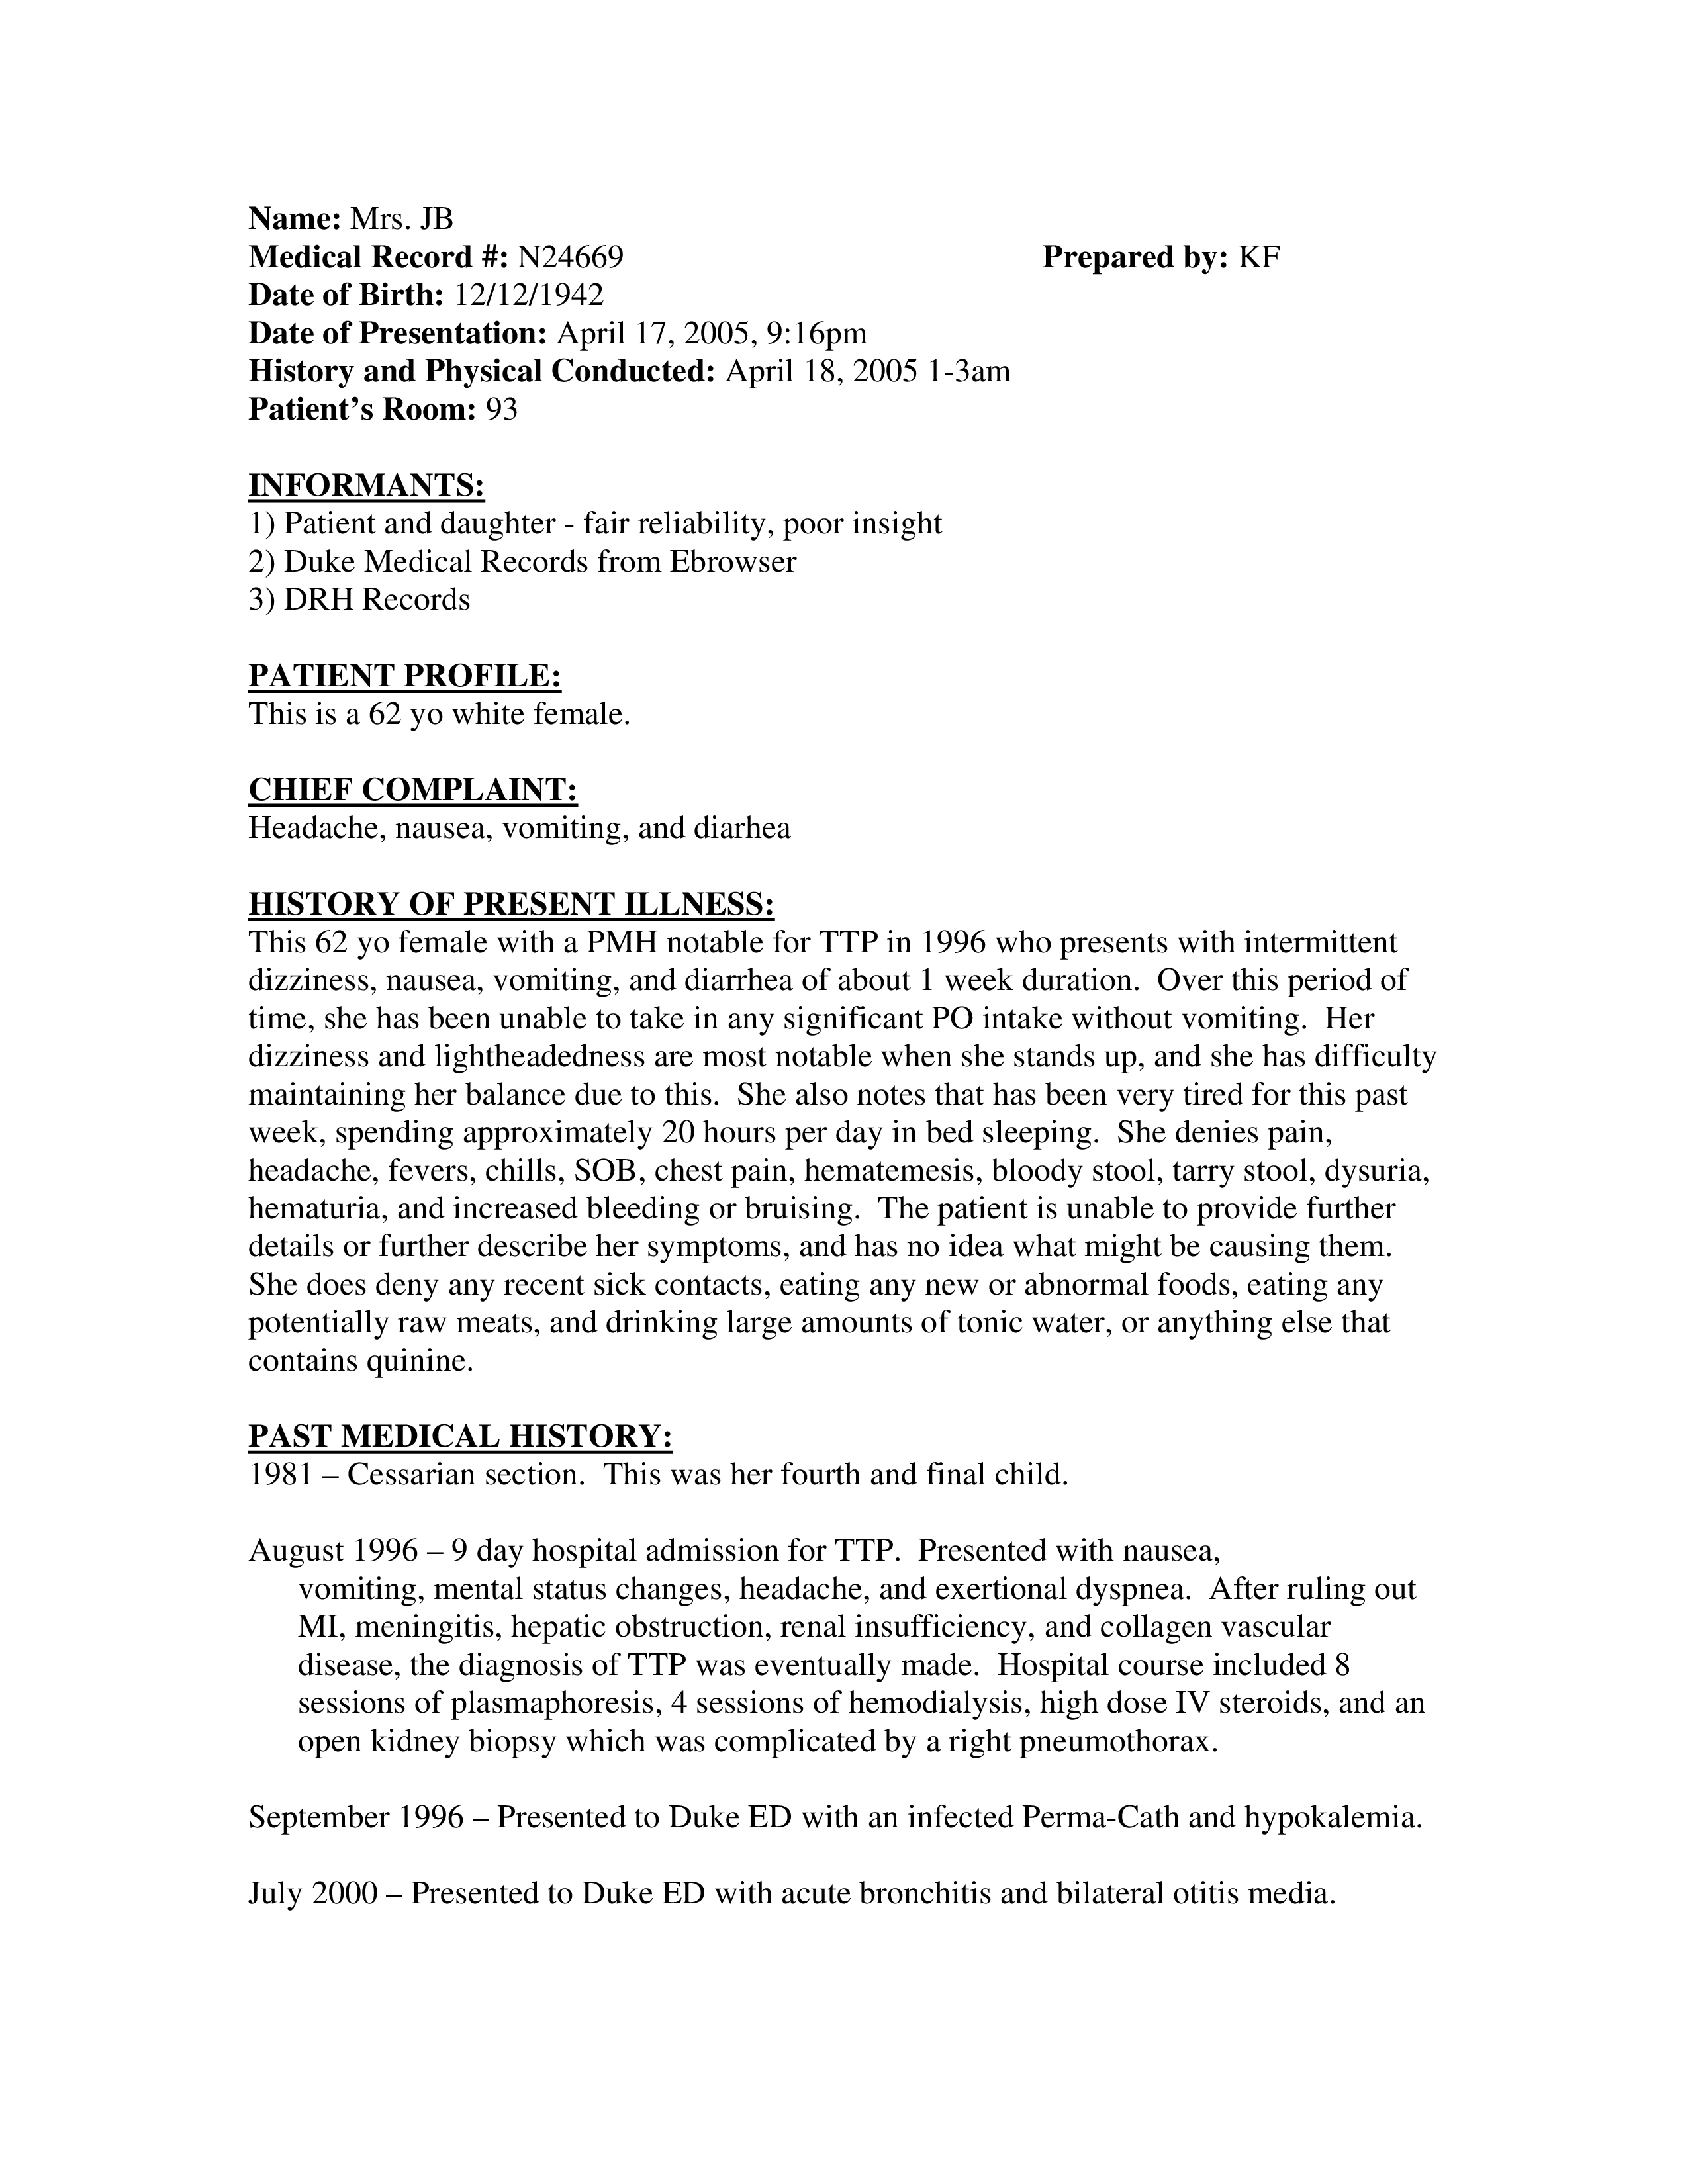 Name: Mrs. JB
Medical Record #: N24669 Prepared by: KF
Date of Birth: 12/12/1942
Date of Presentation: April 17, 2005, 9:16pm
History and Physical Conducted: April 18, 2005 1-3am
Patient’s Room: 93
INFORMANTS:
1) Patient and daughter - fair reliability, poor insight
2) Duke Medical Records from Ebrowser
3) DRH Records
PATIENT PROFILE:
This is a 62 yo white female.
CHIEF COMPLAINT:
Headache, nausea, vomiting, and diarhea
HISTORY OF PRESENT ILLNESS:
This 62 yo female with a PMH notable for TTP in 1996 who presents with intermittent
dizziness, nausea, vomiting, and diarrhea of about 1 week duration. Over this period of
time, she has been unable to take in any significant PO intake without vomiting. Her
dizziness and lightheadedness are most notable when she stands up, and she has difficulty
maintaining her balance due to this. She also notes that has been very tired for this past
week, spending approximately 20 hours per day in bed sleeping. She denies pain,
headache, fevers, chills, SOB, chest pain, hematemesis, bloody stool, tarry stool, dysuria,
hematuria, and increased bleeding or bruising. The patient is unable to provide further
details or further describe her symptoms, and has no idea what might be causing them.
She does deny any recent sick contacts, eating any new or abnormal foods, eating any
potentially raw meats, and drinking large amounts of tonic water, or anything else that
contains quinine.
PAST MEDICAL HISTORY:
1981 – Cessarian section. This was her fourth and final child.
August 1996 – 9 day hospital admission for TTP. Presented with nausea,
vomiting, mental status changes, headache, and exertional dyspnea. After ruling out
MI, meningitis, hepatic obstruction, renal insufficiency, and collagen vascular
disease, the diagnosis of TTP was eventually made. Hospital course included 8
sessions of plasmaphoresis, 4 sessions of hemodialysis, high dose IV steroids, and an
open kidney biopsy which was complicated by a right pneumothorax.
September 1996 – Presented to Duke ED with an infected Perma-Cath and hypokalemia.
July 2000 – Presented to Duke ED with acute bronchitis and bilateral otitis media.